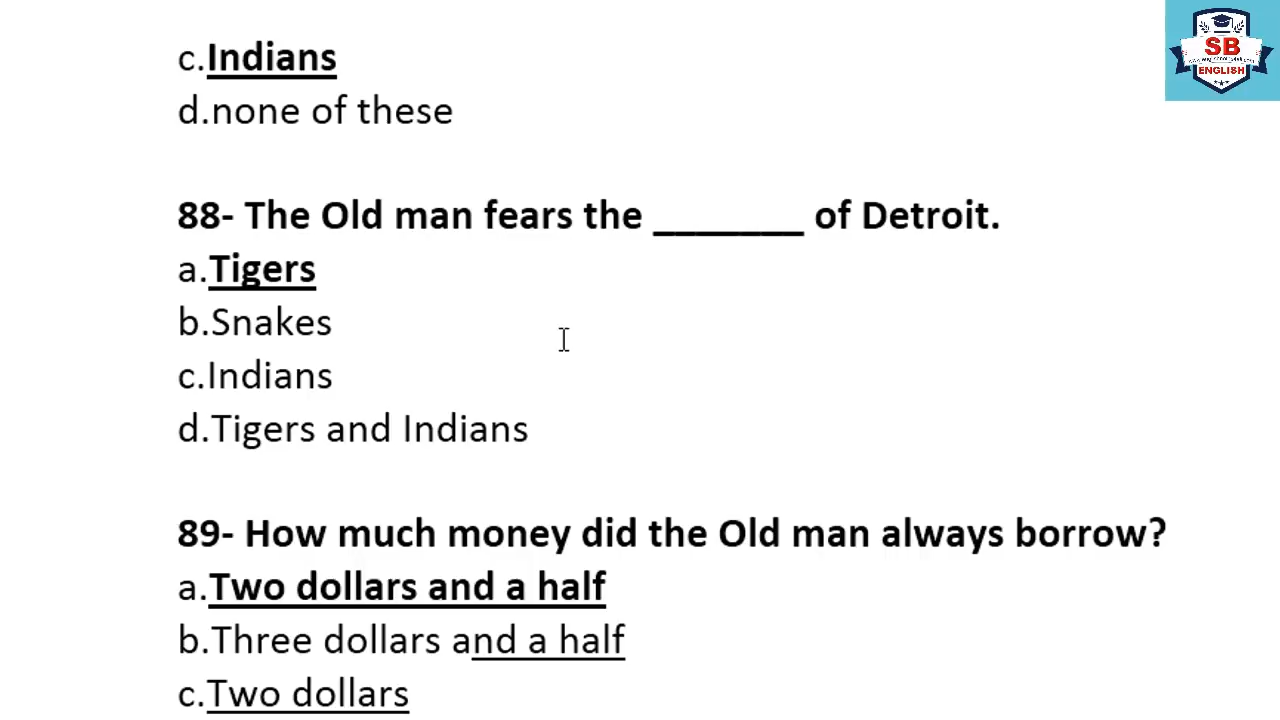 c.Indians
d.none of these
88- The Old man fears the _______ of Detroit.
a.Tigers
b.Snakes
c.Indians
d.Tigers and Indians
89- How much money did the Old man always borrow?
a.Two dollars and a half
b.Three dollars and a half
c.Two dollars
SB
ENGLISH